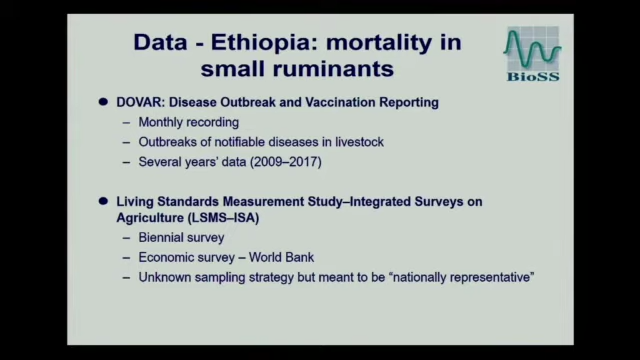 Data - Ethiopia: mortality in
small ruminants
BioSS
● DOVAR: Disease Outbreak and Vaccination Reporting
– Monthly recording
– Outbreaks of notifiable diseases in livestock
– Several years' data (2009–2017)
● Living Standards Measurement Study–Integrated Surveys on
Agriculture (LSMS–ISA)
– Biennial survey
– Economic survey – World Bank
– Unknown sampling strategy but meant to be “nationally representative”